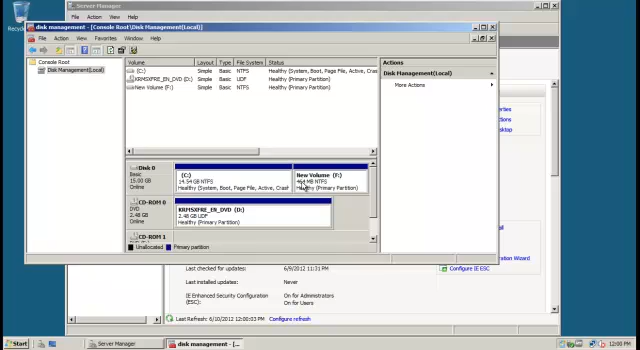 Recycle
Server Manager
File Action View Help
disk management - [Console Root\Disk Management(Local)]
File Action View Favorites Window Help
Console Root
Disk Management(Local)
Volume Layout Type File System Status
(C:) Simple Basic NTFS Healthy (System, Boot, Page File, Active, Cras
KRMSXFRE_EN_DVD (D:) Simple Basic UDF Healthy (Primary Partition)
New Volume (F:) Simple Basic NTFS Healthy (Primary Partition)
Actions
Disk Management(Local)
More Actions
Disk 0
Basic
15.00 GB
Online
(C:)
14.54 GB NTFS
Healthy (System, Boot, Page File, Active, Crash
New Volume (F:)
MB NTFS
Healthy (Primary Partition)
CD-ROM 0
DVD
2.48 GB
Online
KRMSXFRE_EN_DVD (D:)
2.48 GB UDF
Healthy (Primary Partition)
CD-ROM 1
Unallocated Primary partition
erties
ctions
sktop
ail
guration Wizard
Configure IE ESC
Last checked for updates: 6/9/2012 11:31 PM
Last installed updates: Never
IE Enhanced Security Configuration (ESC): On for Administrators
On for Users
Last Refresh: 6/10/2012 12:00:03 PM Configure refresh
Start Server Manager disk management - [... 12:00 PM